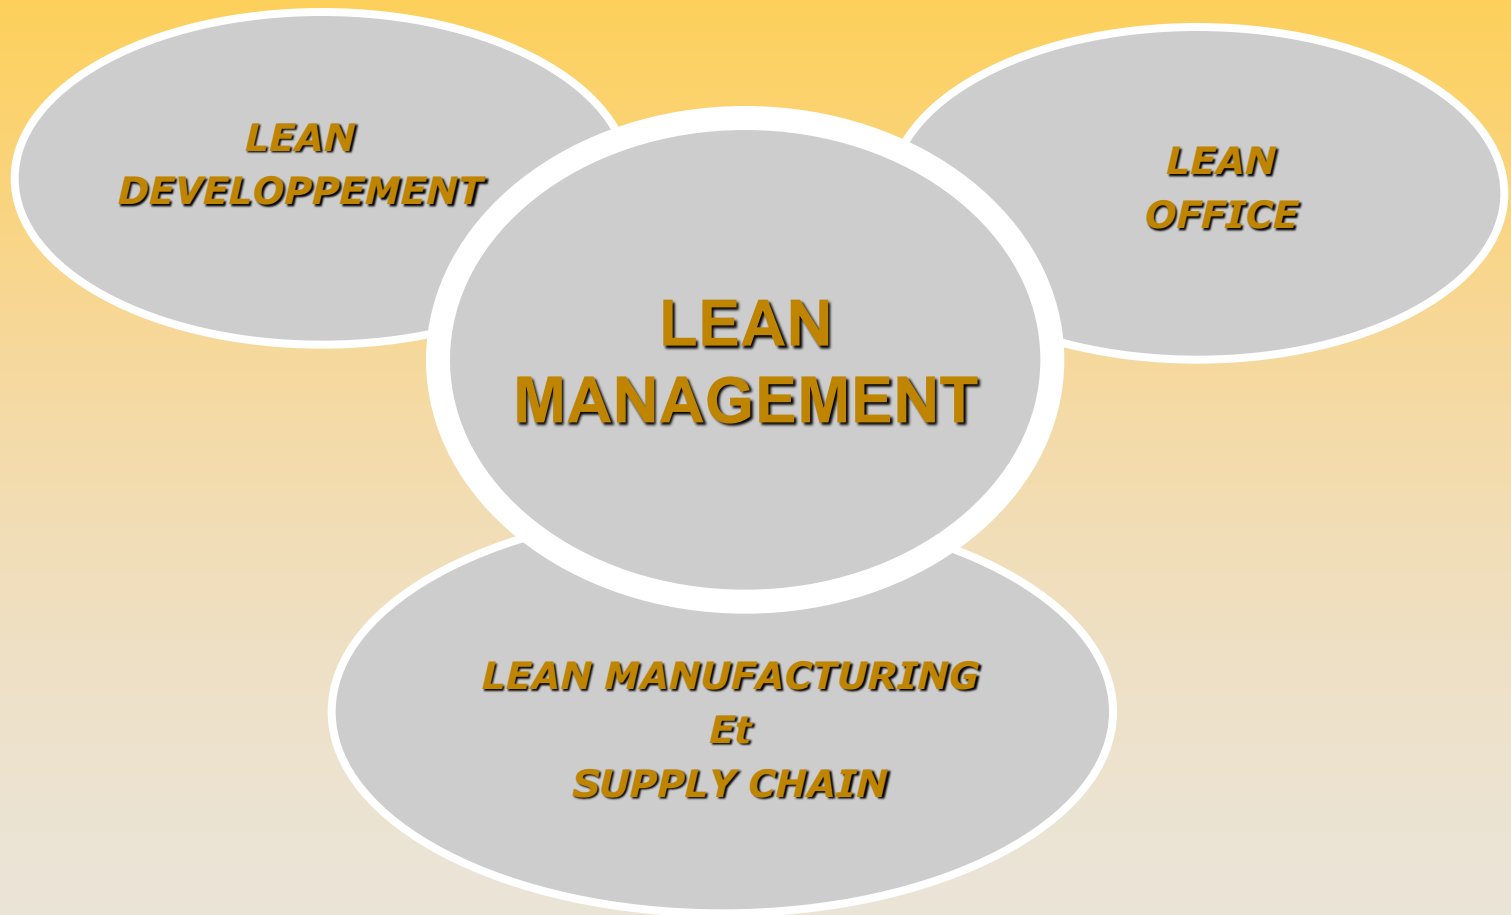 LEAN
DEVELOPPEMENT
LEAN
OFFICE
LEAN
MANAGEMENT
LEAN MANUFACTURING
Et
SUPPLY CHAIN